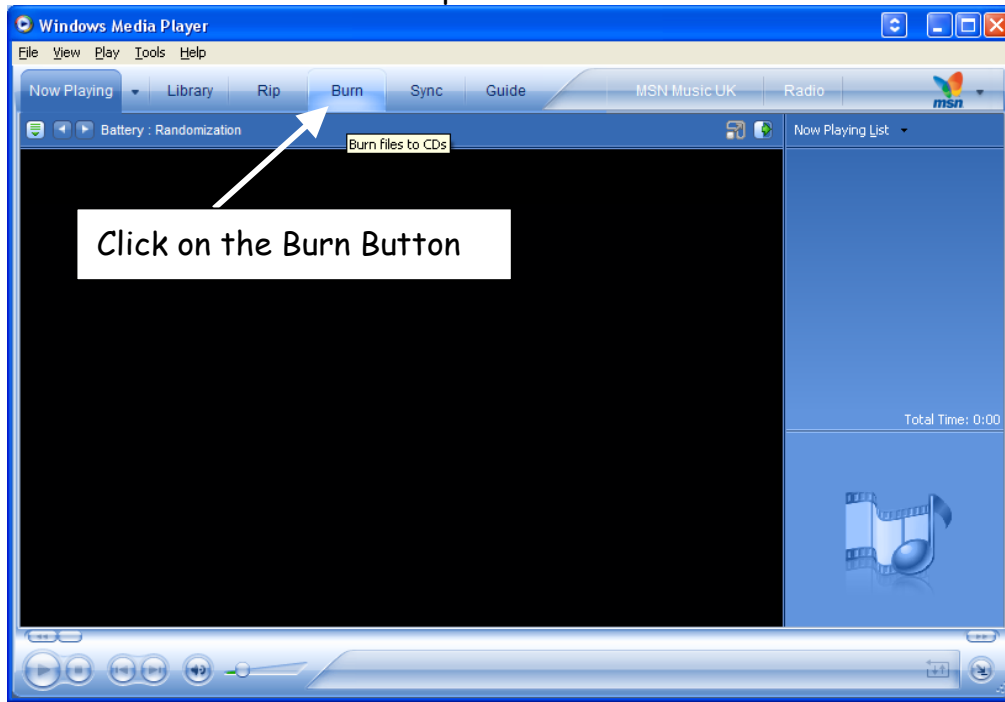 Windows Media Player
File View Play Tools Help
Now Playing Library Rip Burn Sync Guide MSN Music UK Radio msn
Battery : Randomization Now Playing List
Burn files to CDs
Click on the Burn Button
Total Time: 0:00